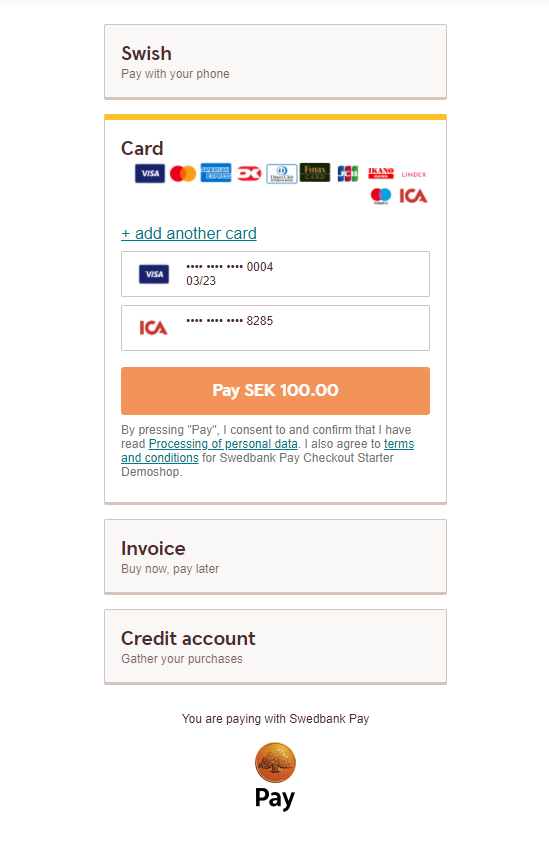 Swish
Pay with your phone
Card
VISA AMERICAN EXPRESS Diners Club INTERNATIONAL Finax CARD JCB IKANO BANK LINDEX
maestro ICA
+ add another card
VISA •••• •••• •••• 0004
03/23
ICA •••• •••• •••• 8285
Pay SEK 100.00
By pressing "Pay", I consent to and confirm that I have
read Processing of personal data. I also agree to terms
and conditions for Swedbank Pay Checkout Starter
Demoshop.
Invoice
Buy now, pay later
Credit account
Gather your purchases
You are paying with Swedbank Pay
Pay